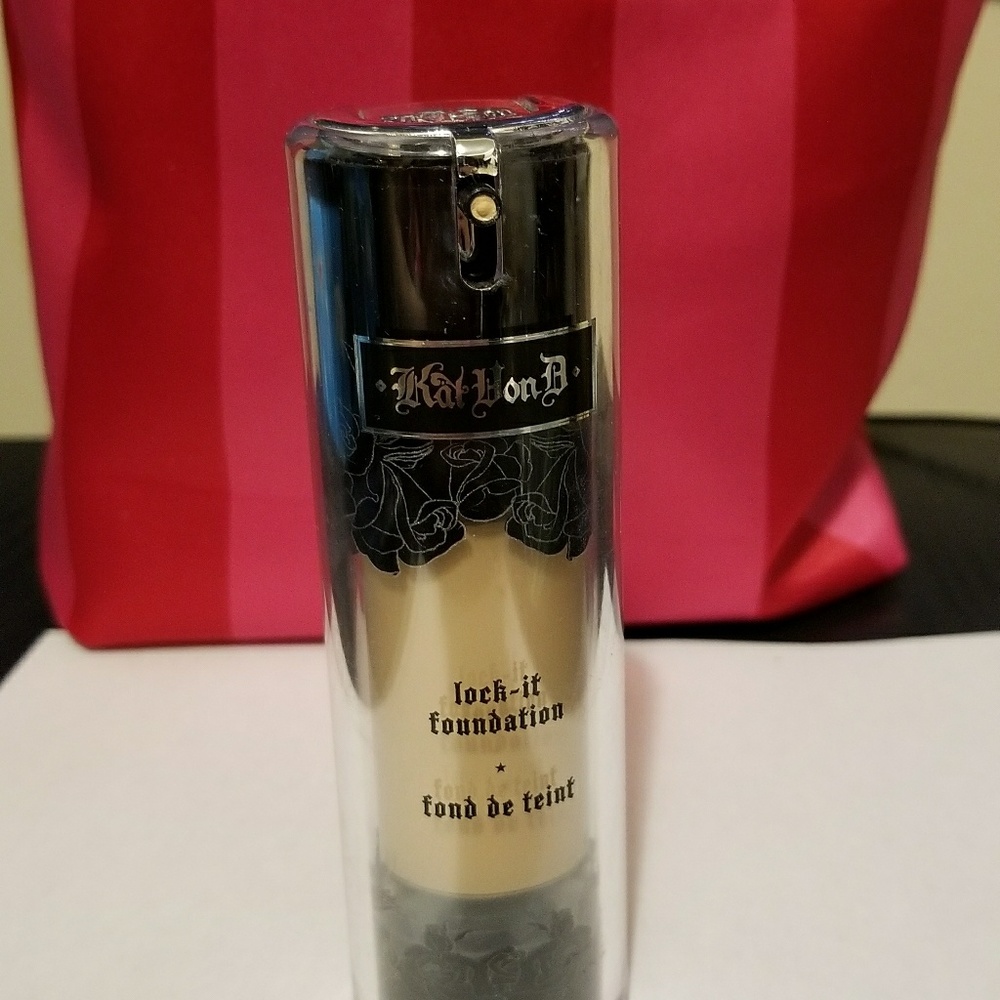 Kat Von D
lock-it
foundation
fond de teint